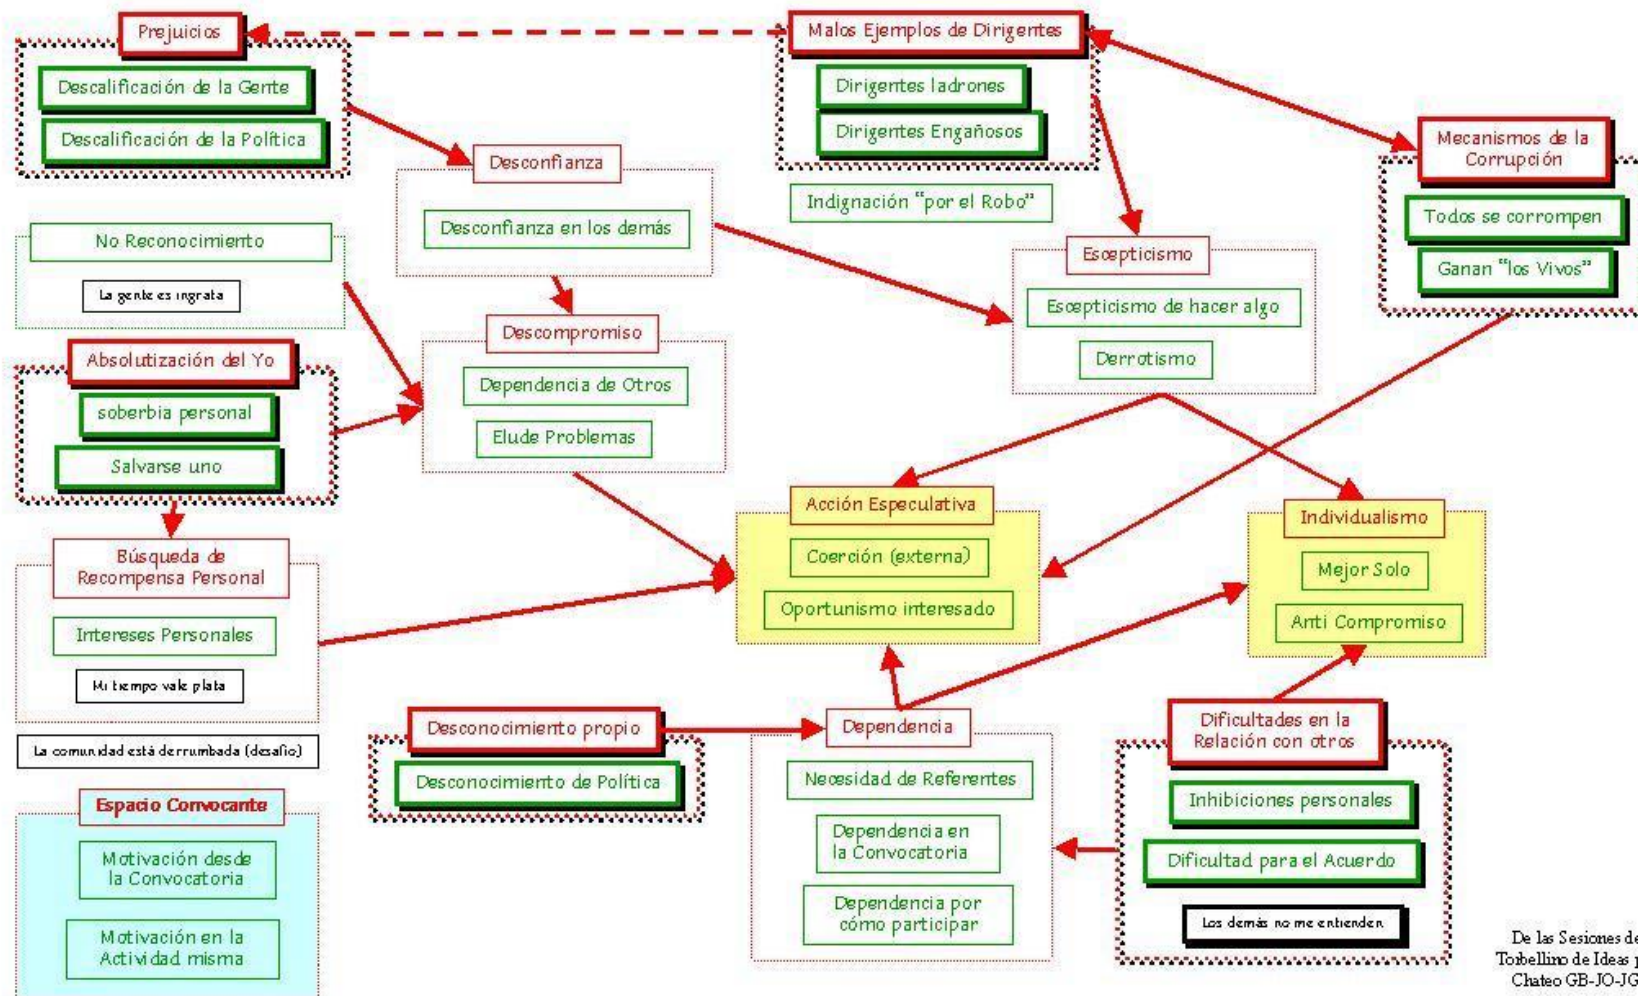 Prejuicios
Descalificación de la Gente
Descalificación de la Política
Malos Ejemplos de Dirigentes
Dirigentes ladrones
Dirigentes Engañosos
Indignación "por el Robo"
Mecanismos de la
Corrupción
Todos se corrompen
Ganan "los Vivos"
Desconfianza
Desconfianza en los demás
No Reconocimiento
La gente es ingrata
Escepticismo
Escepticismo de hacer algo
Derrotismo
Descompromiso
Dependencia de Otros
Elude Problemas
Absolutización del Yo
soberbia personal
Salvarse uno
Búsqueda de
Recompensa Personal
Intereses Personales
Mi tiempo vale plata
La comunidad está derrumbada (desafío)
Acción Especulativa
Coerción (externa)
Oportunismo interesado
Individualismo
Mejor Solo
Anti Compromiso
Desconocimiento propio
Desconocimiento de Política
Dependencia
Necesidad de Referentes
Dependencia en
la Convocatoria
Dependencia por
cómo participar
Dificultades en la
Relación con otros
Inhibiciones personales
Dificultad para el Acuerdo
Los demás no me entienden
Espacio Convocante
Motivación desde
la Convocatoria
Motivación en la
Actividad misma
De las Sesiones de
Torbellino de Ideas p
Chateo GB-JO-JG